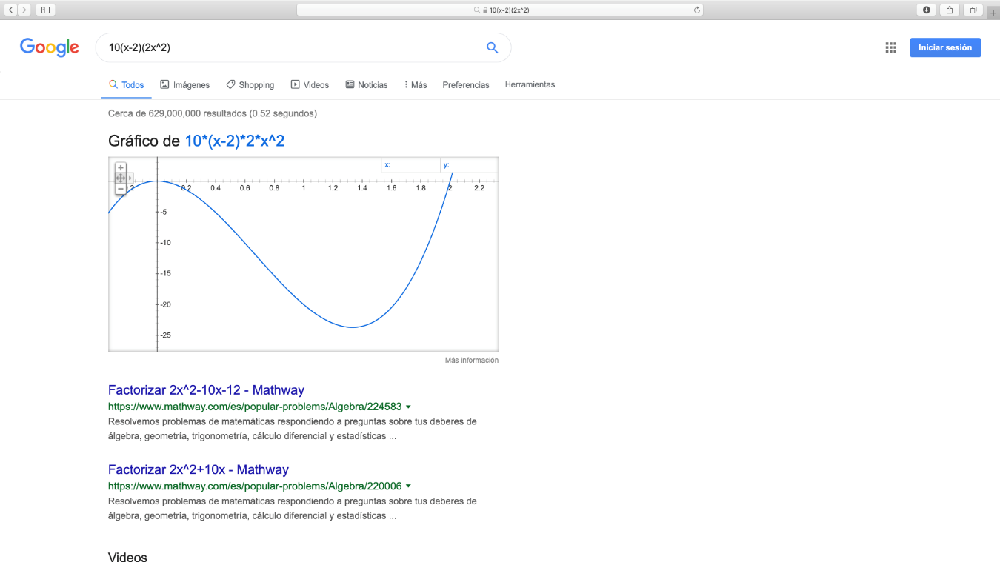 10(x-2)(2x^2)
Google
10(x-2)(2x^2)
Iniciar sesión
Todos Imágenes Shopping Videos Noticias Más Preferencias Herramientas
Cerca de 629,000,000 resultados (0.52 segundos)
Gráfico de 10*(x-2)*2*x^2
x: y:
0.2 0.4 0.6 0.8 1 1.2 1.4 1.6 1.8 2 2.2
-5
-10
-15
-20
-25
Más información
Factorizar 2x^2-10x-12 - Mathway
https://www.mathway.com/es/popular-problems/Algebra/224583
Resolvemos problemas de matemáticas respondiendo a preguntas sobre tus deberes de
álgebra, geometría, trigonometría, cálculo diferencial y estadísticas ...
Factorizar 2x^2+10x - Mathway
https://www.mathway.com/es/popular-problems/Algebra/220006
Resolvemos problemas de matemáticas respondiendo a preguntas sobre tus deberes de
álgebra, geometría, trigonometría, cálculo diferencial y estadísticas ...
Videos